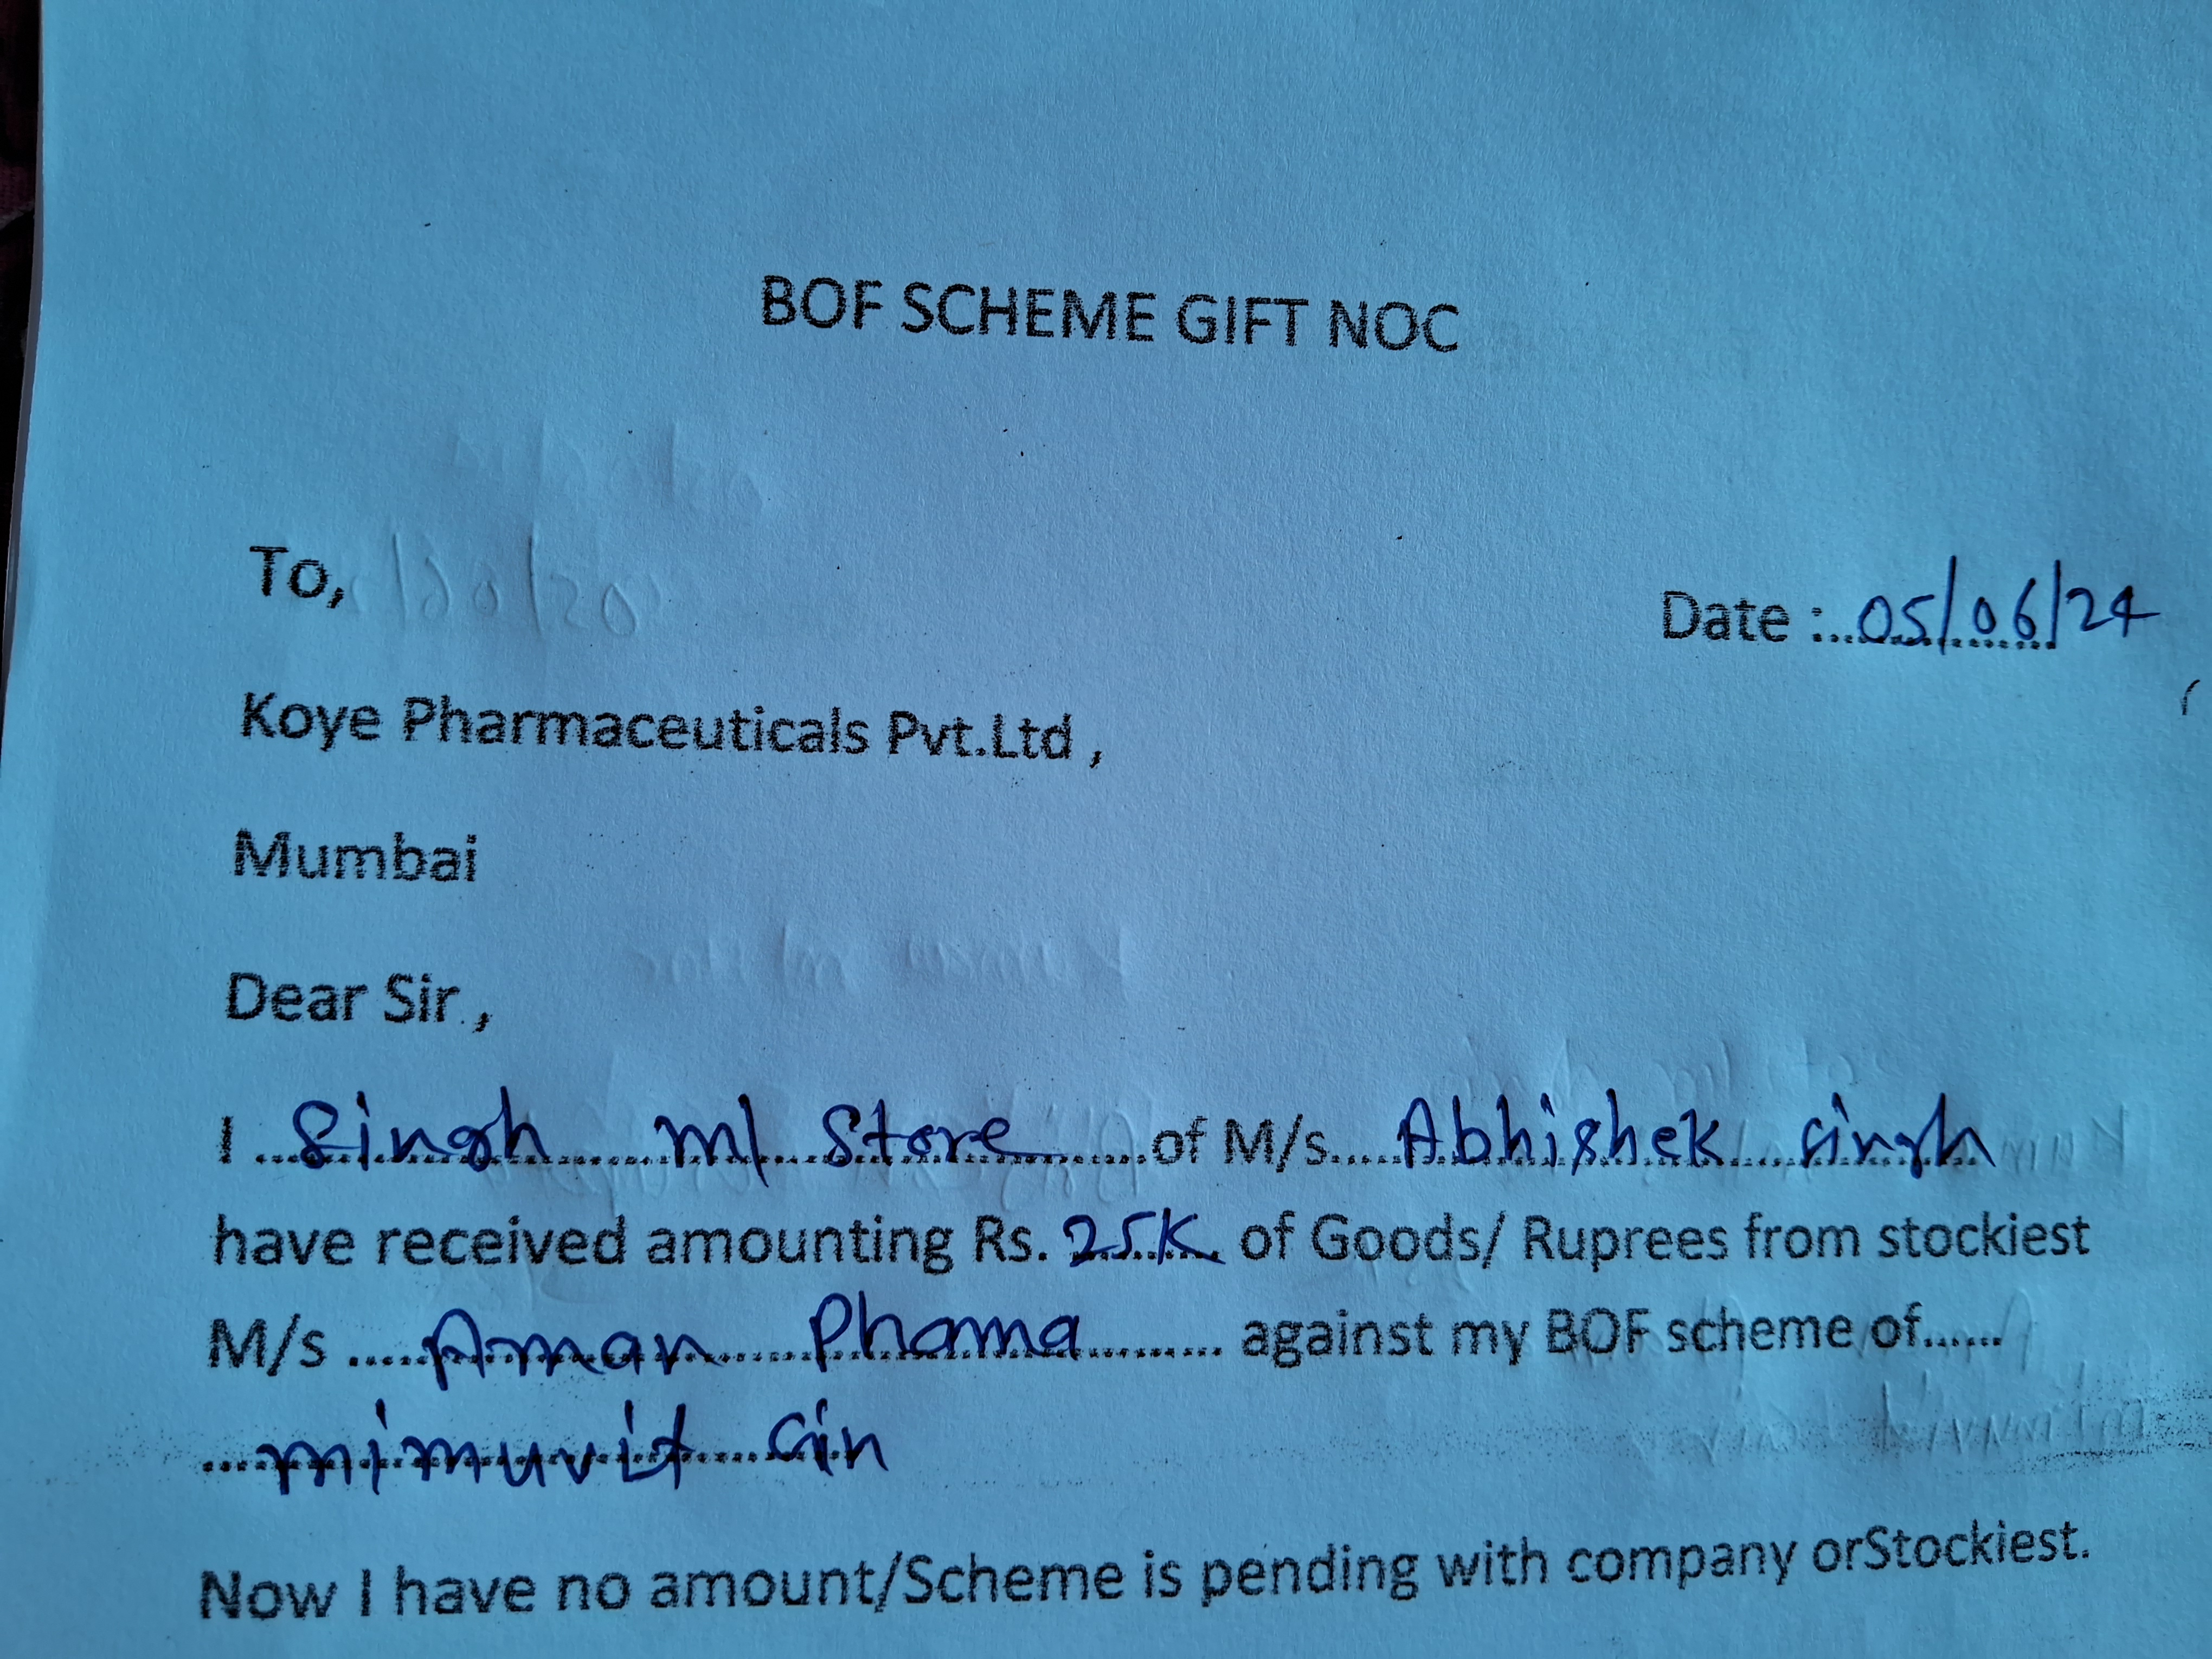 BOF SCHEME GIFT NOC
To,
Date : 05/06/24
Koye Pharmaceuticals Pvt.Ltd ,
Mumbai
Dear Sir ,
I Singh m/ Store of M/s. Abhishek Singh
have received amounting Rs. 25K of Goods/ Ruprees from stockiest
M/s Aman Phama against my BOF scheme of......
mimuvit
Now I have no amount/Scheme is pending with company orStockiest.